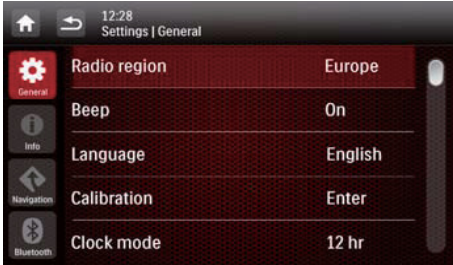 12:28
Settings | General
General
Radio region Europe
Beep On
Info
Language English
Navigation
Calibration Enter
Bluetooth
Clock mode 12 hr